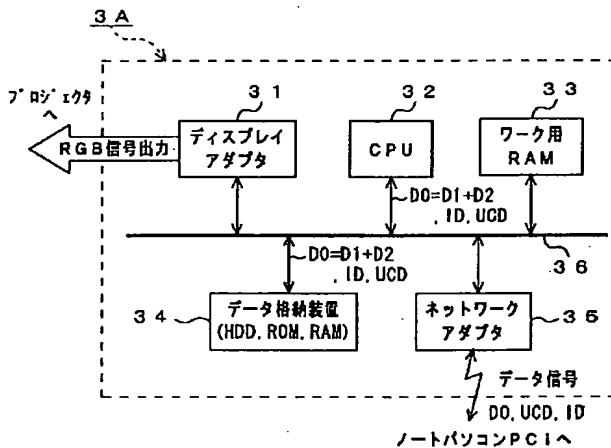 3A
プロジェクタ
へ
RGB信号出力
31
ディスプレイ
アダプタ
32
CPU
33
ワーク用
RAM
D0=D1+D2
,ID,UCD
36
D0=D1+D2
,ID,UCD
34
データ格納装置
(HDD,ROM,RAM)
ネットワーク
アダプタ
35
データ信号
D0,UCD,ID
ノートパソコンPCiへ